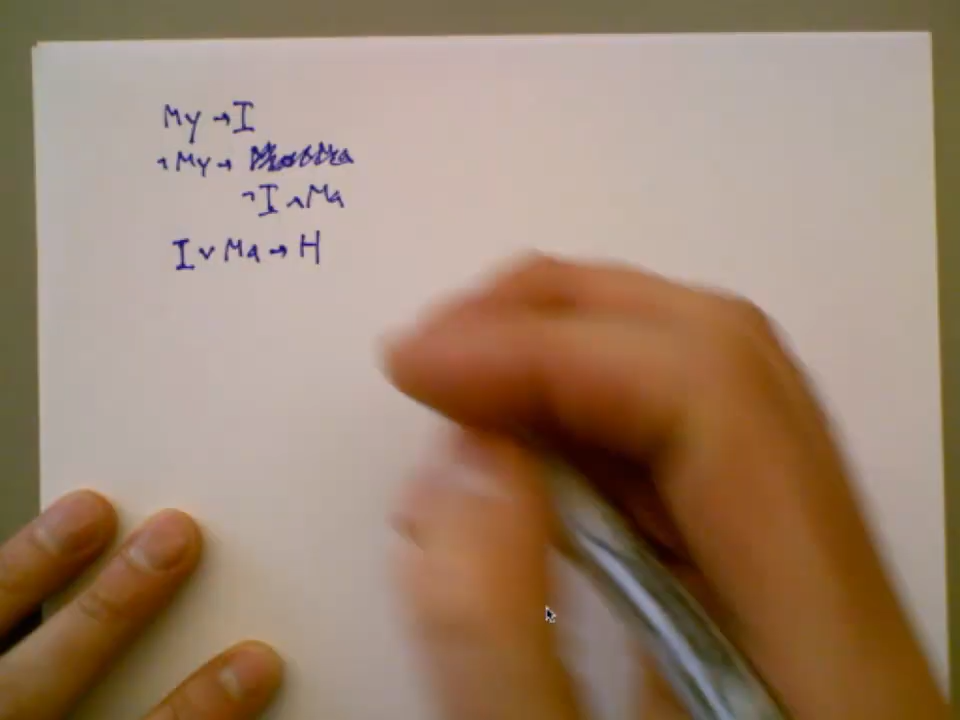 My → I
¬My →
¬I ∧ Ma
I ∨ Ma → H